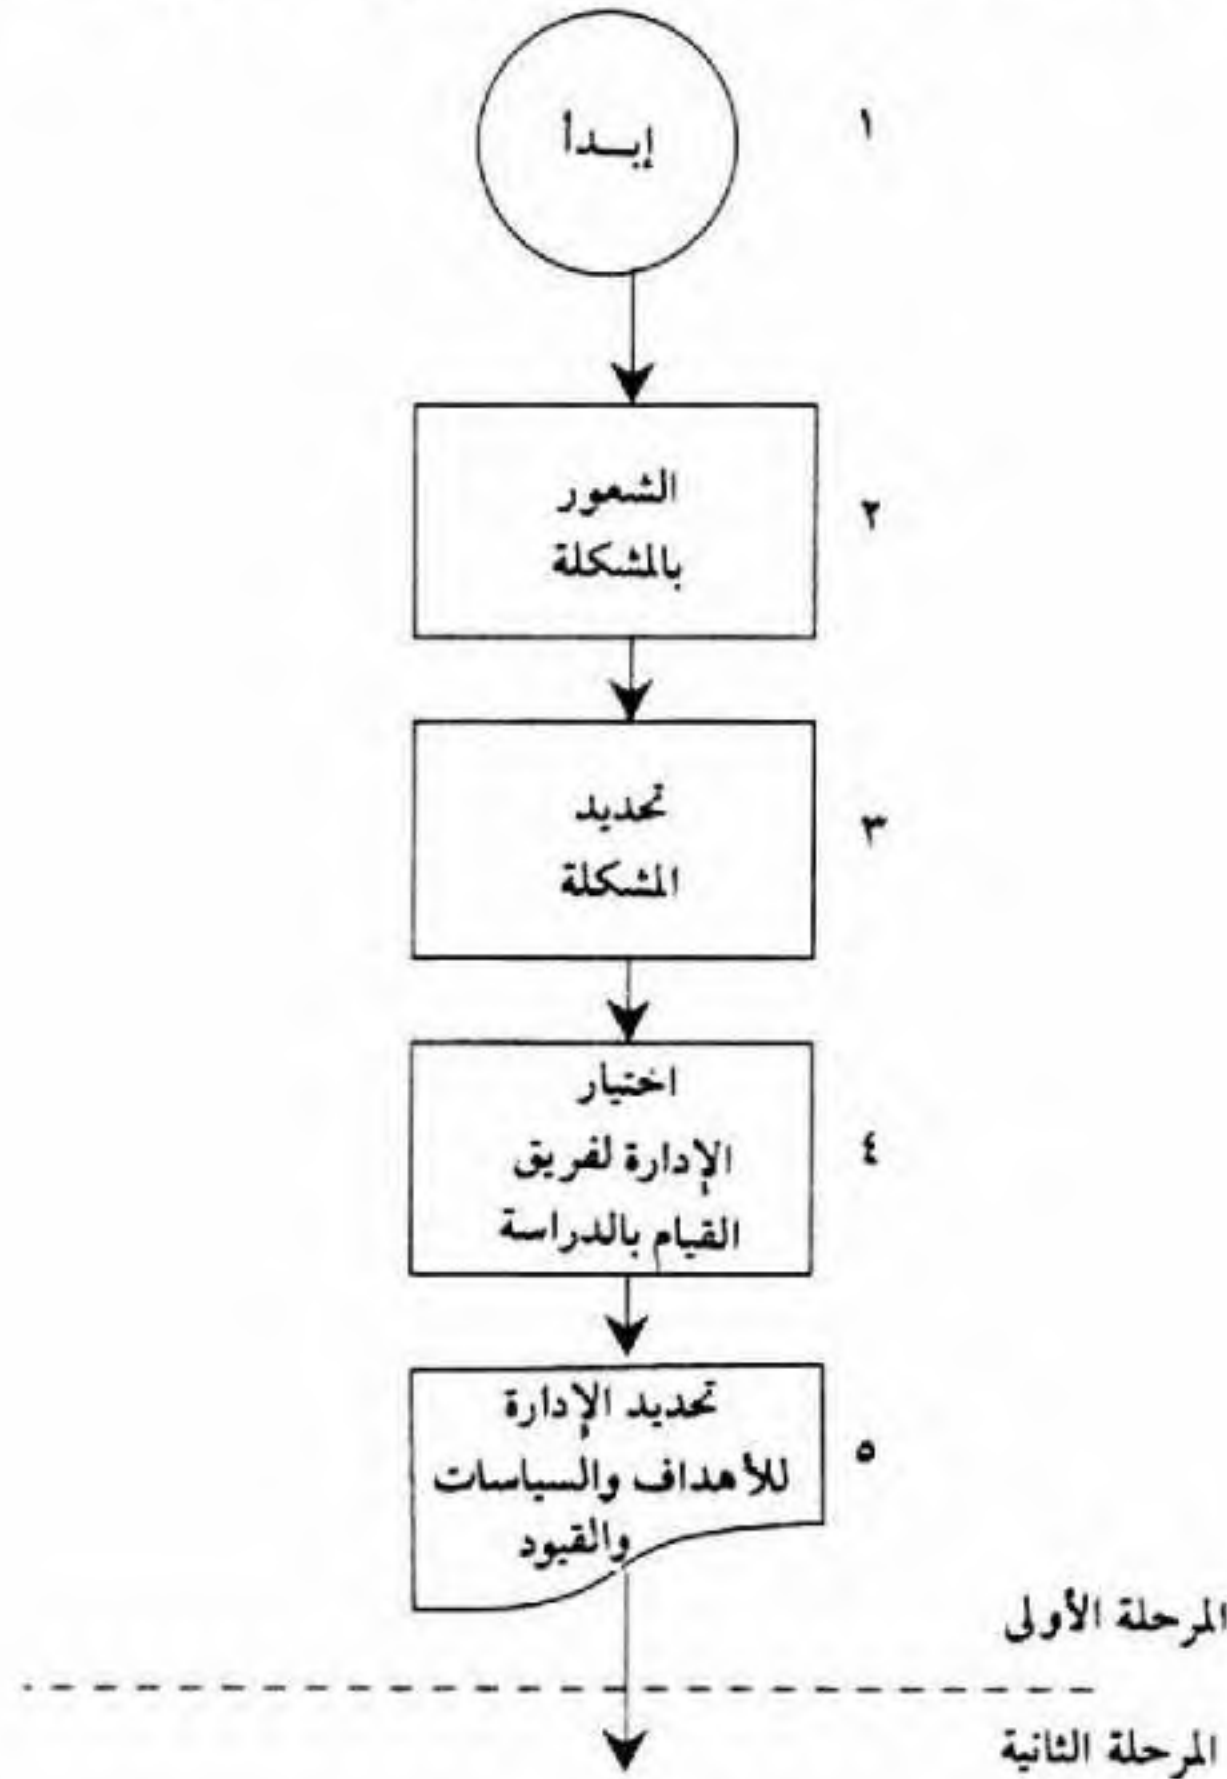 إبـدأ
١
الشعور
بالمشكلة
٢
تحديد
المشكلة
٣
اختيار
الإدارة لفريق
القيام بالدراسة
٤
تحديد الإدارة
للأهداف والسياسات
والقيود
٥
المرحلة الأولى
المرحلة الثانية